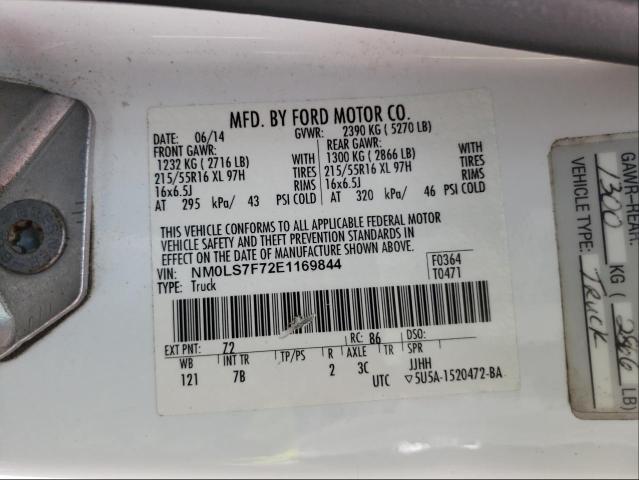 MFD. BY FORD MOTOR CO.
DATE: 06/14 GVWR: 2390 KG (5270 LB)
FRONT GAWR: REAR GAWR:
1232 KG (2716 LB) WITH 1300 KG (2866 LB) WITH
215/55R16 XL 97H TIRES 215/55R16 XL 97H TIRES
16x6.5J RIMS 16x6.5J RIMS
AT 295 kPa/ 43 PSI COLD AT 320 kPa/ 46 PSI COLD
THIS VEHICLE CONFORMS TO ALL APPLICABLE FEDERAL MOTOR
VEHICLE SAFETY AND THEFT PREVENTION STANDARDS IN
EFFECT ON THE DATE OF MANUFACTURE SHOWN ABOVE.
VIN: NM0LS7F72E1169844 F0364
TYPE: Truck T0471
EXT PNT: Z2 RC: 86 DSO:
WB INT TR TP/PS R AXLE TR SPR
121 7B 2 3C JJHH
UTC 5U5A-1520472-BA
GAWR-REAR:
1300 KG (2866 LB)
VEHICLE TYPE: TRUCK